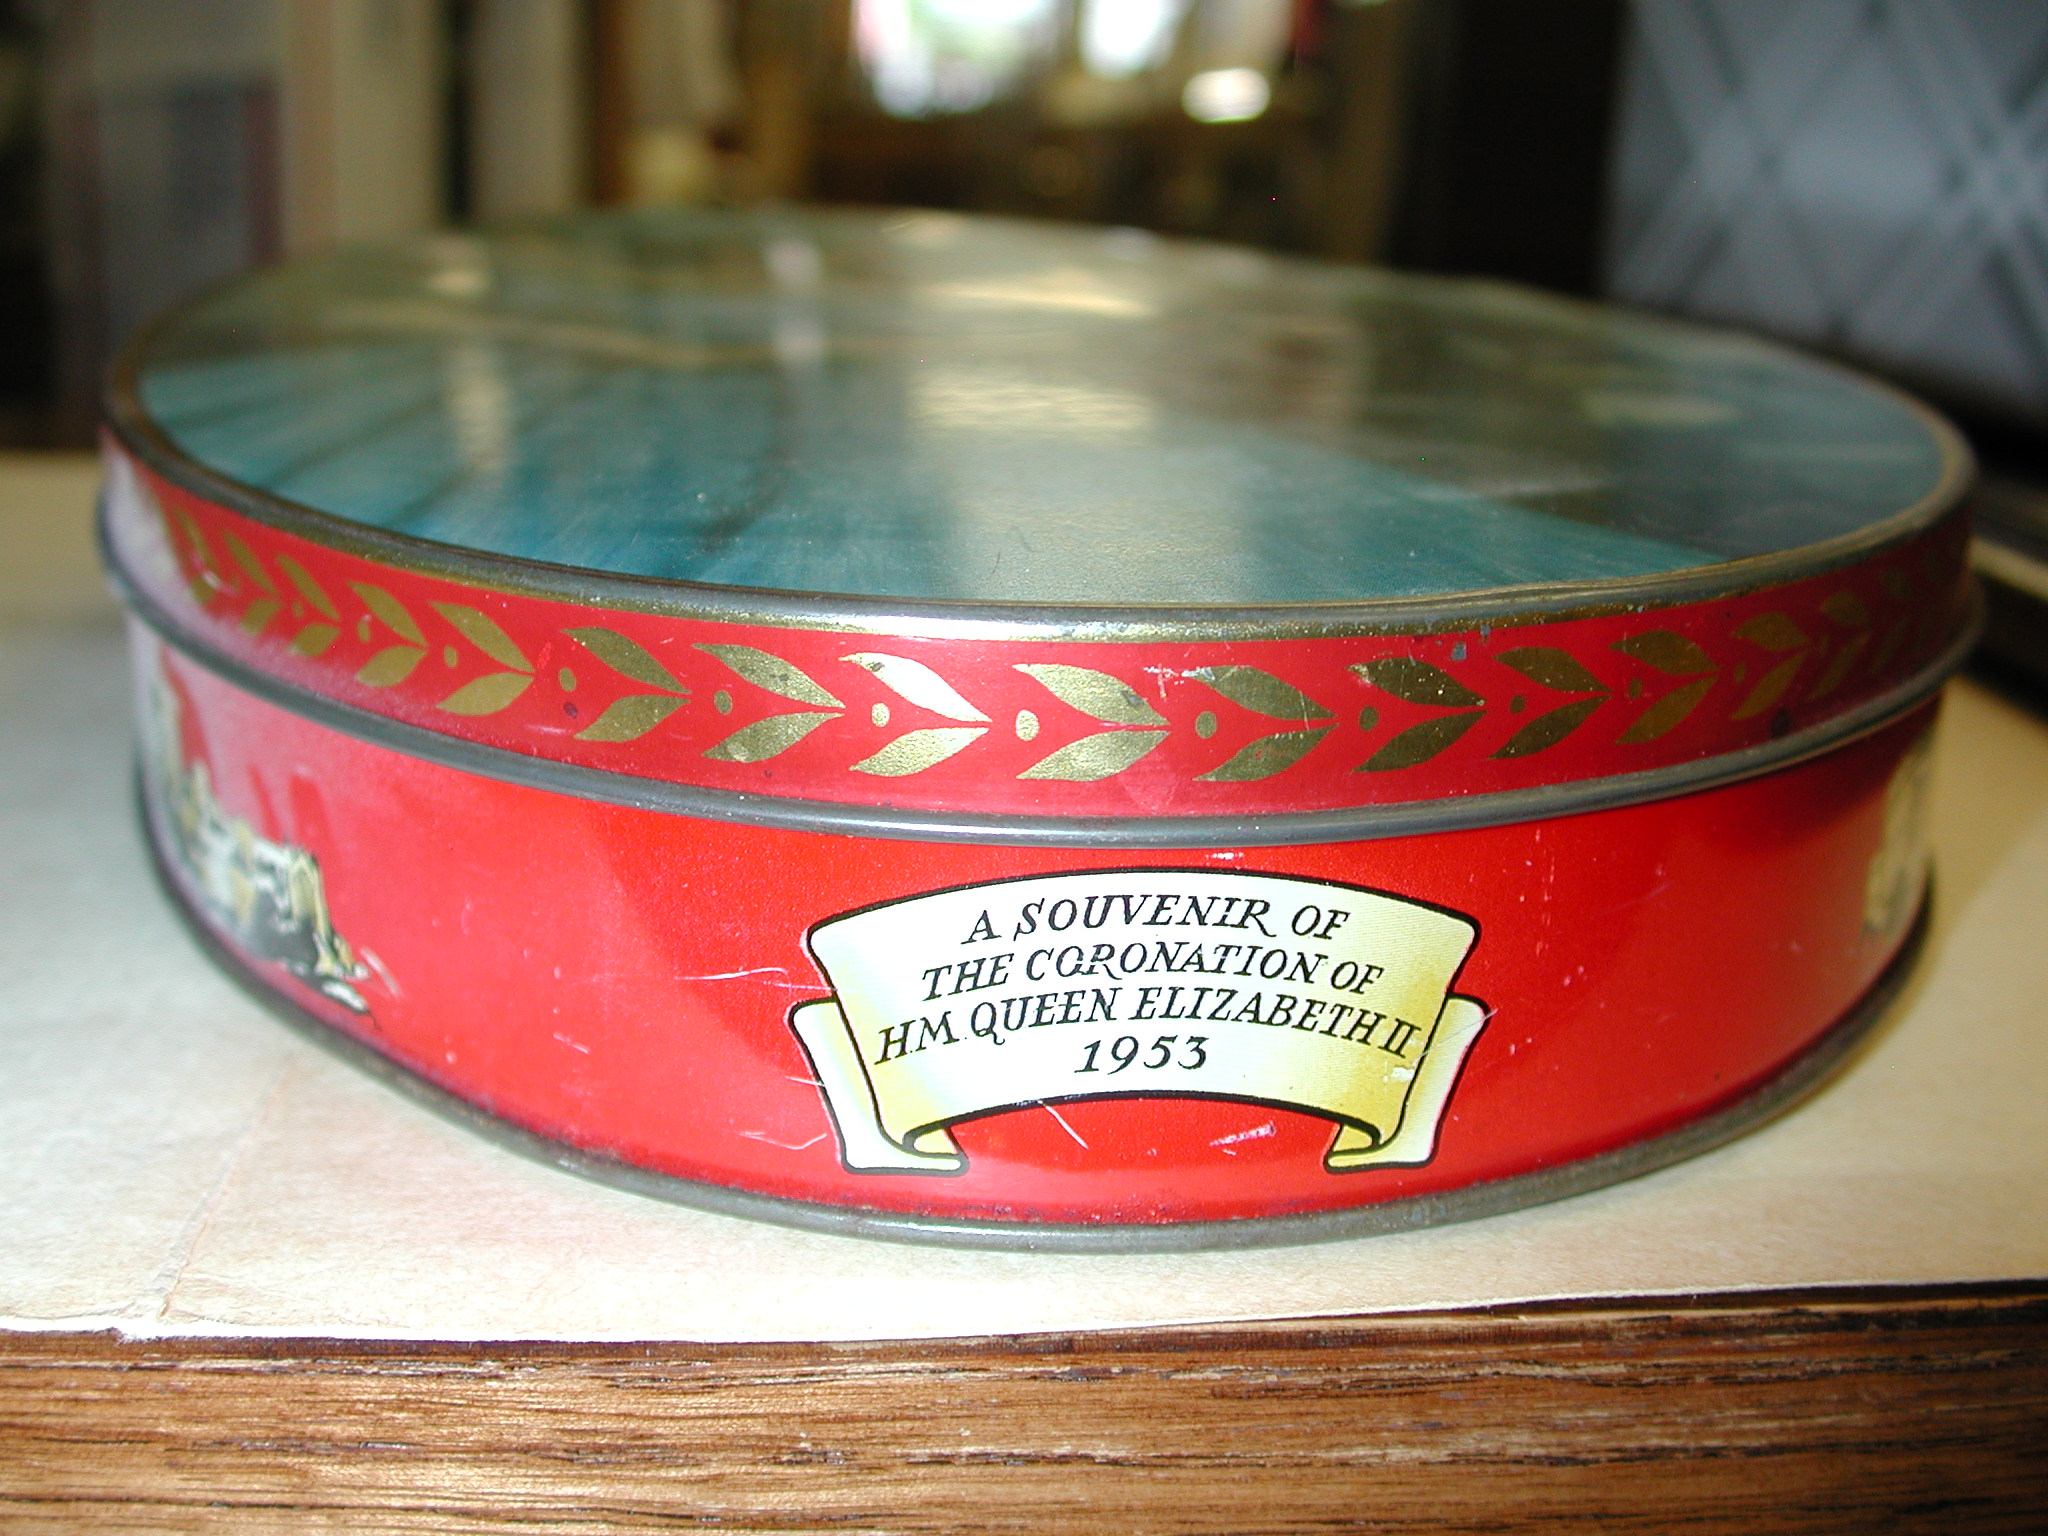 A SOUVENIR OF
THE CORONATION OF
H.M. QUEEN ELIZABETH II
1953